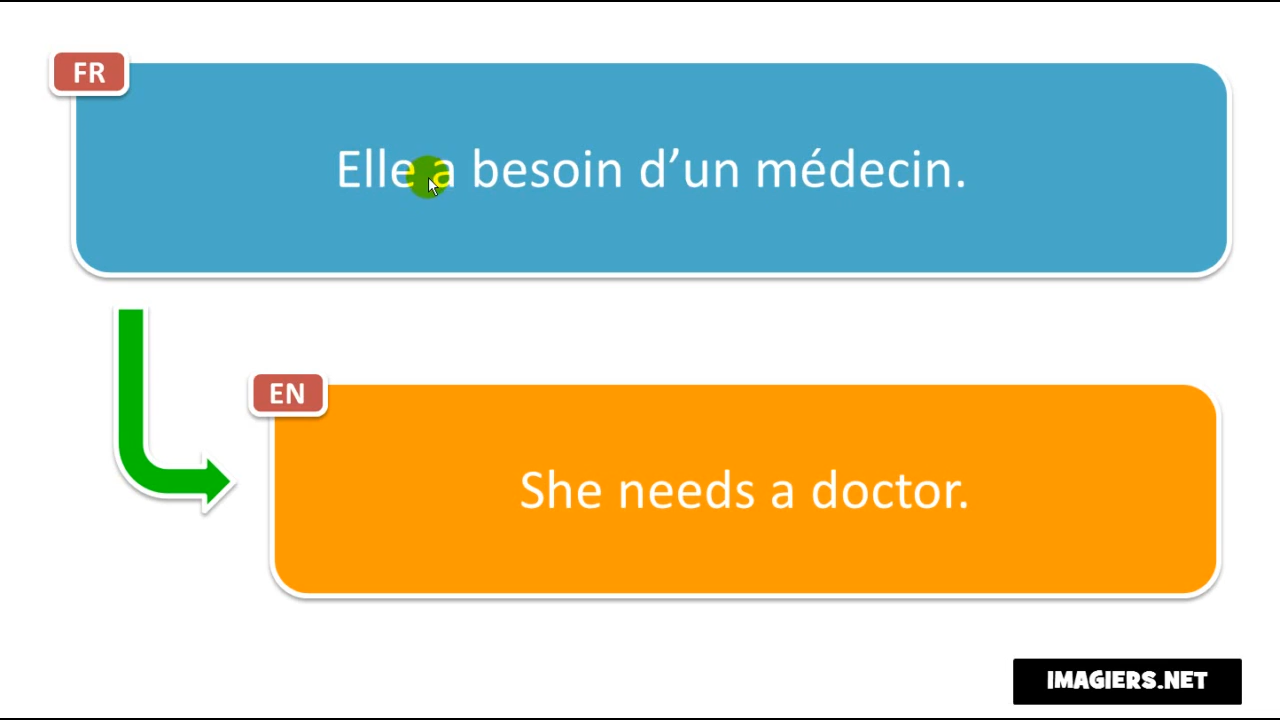 FR
Elle a besoin d’un médecin.
EN
She needs a doctor.
IMAGIERS.NET